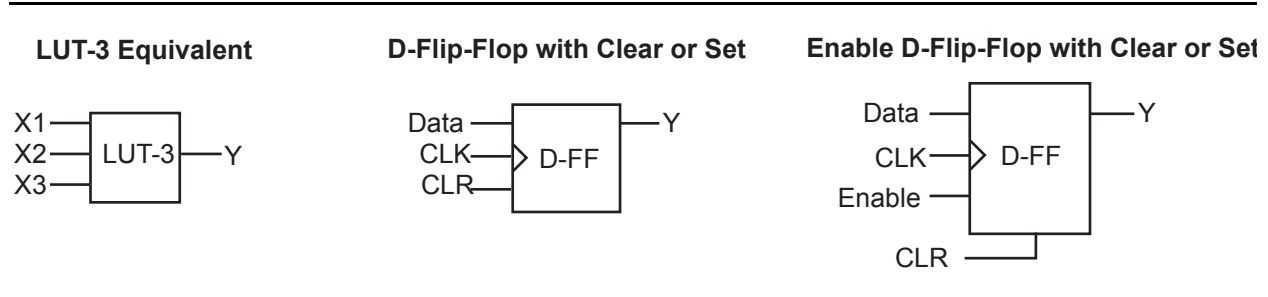 LUT-3 Equivalent
D-Flip-Flop with Clear or Set
Enable D-Flip-Flop with Clear or Set
X1
X2
X3
LUT-3
Y
Data
CLK
CLR
D-FF
Y
Data
CLK
Enable
CLR
D-FF
Y